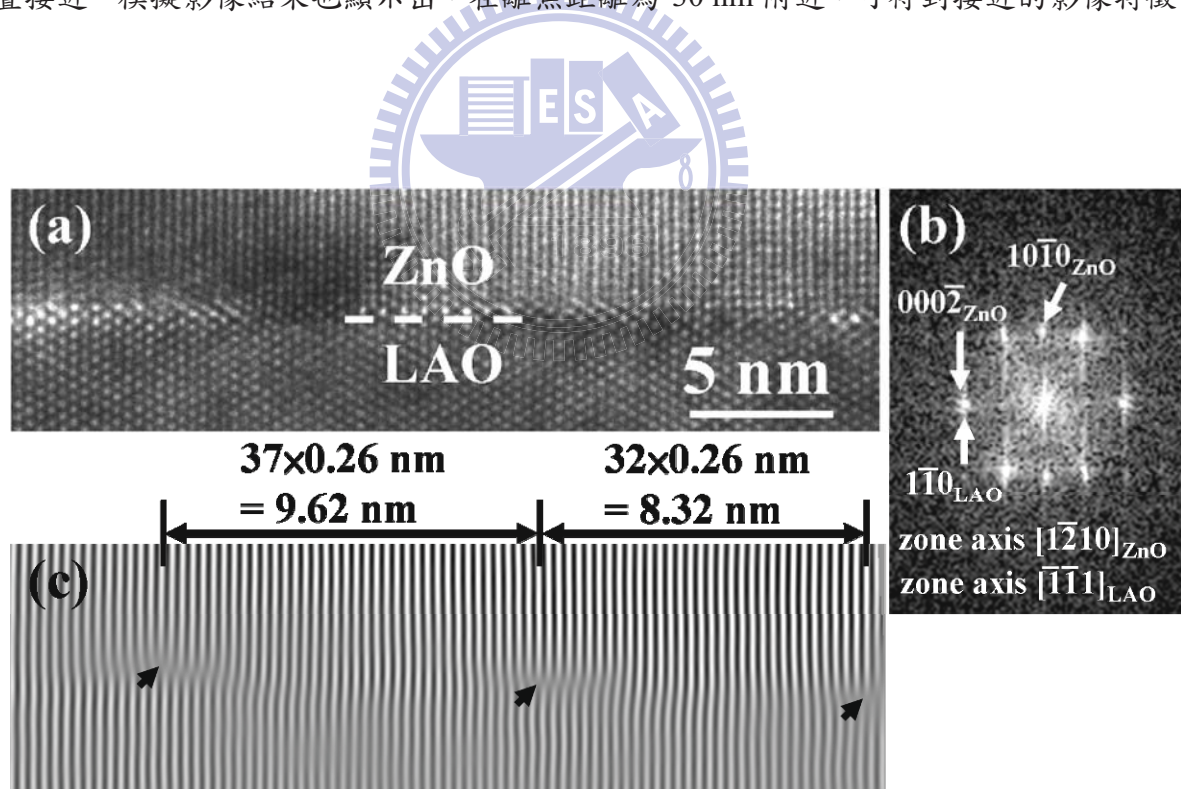 (a)
ZnO
LAO
5 nm
(b)
101̅0ZnO
0002̅ZnO
11̅0LAO
zone axis [12̅10]ZnO
zone axis [1̅1̅1]LAO
37×0.26 nm
= 9.62 nm
32×0.26 nm
= 8.32 nm
(c)
E S A